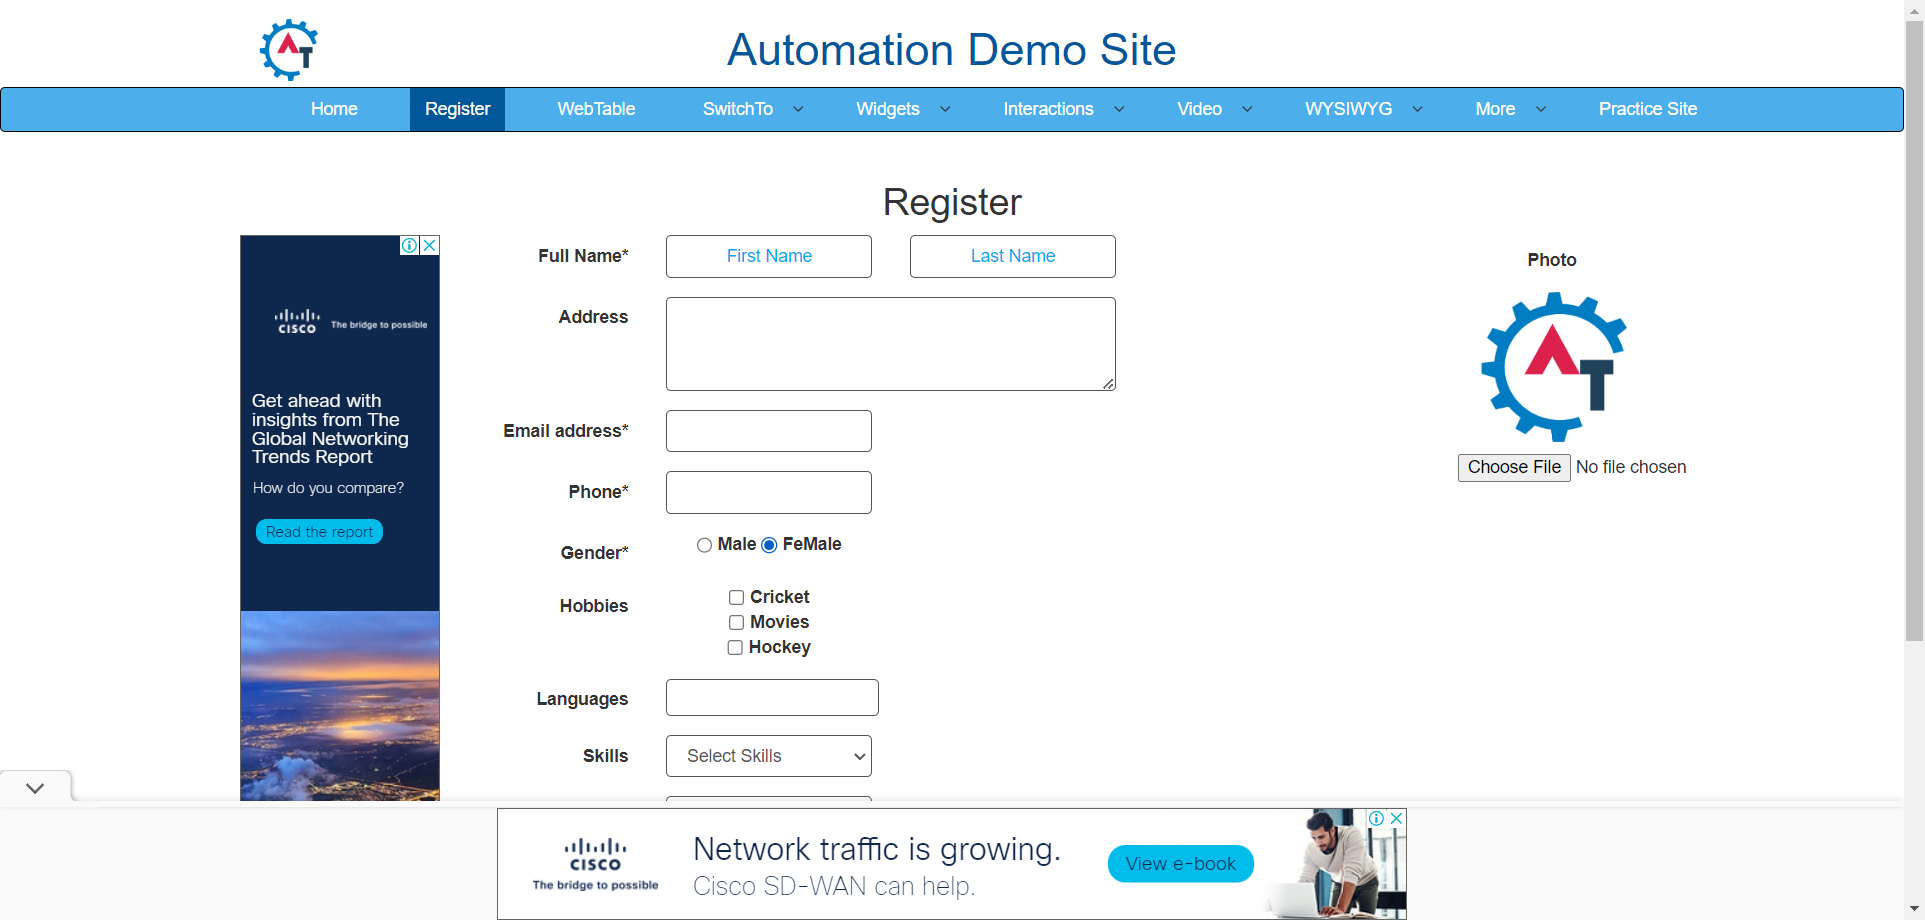 AT
Automation Demo Site
Home Register WebTable SwitchTo Widgets Interactions Video WYSIWYG More Practice Site
Register
CISCO The bridge to possible
Get ahead with
insights from The
Global Networking
Trends Report
How do you compare?
Read the report
Full Name* First Name Last Name
Address
Email address*
Phone*
Gender* Male FeMale
Hobbies
Cricket
Movies
Hockey
Languages
Skills Select Skills
Photo
AT
Choose File No file chosen
CISCO
The bridge to possible
Network traffic is growing.
Cisco SD-WAN can help.
View e-book